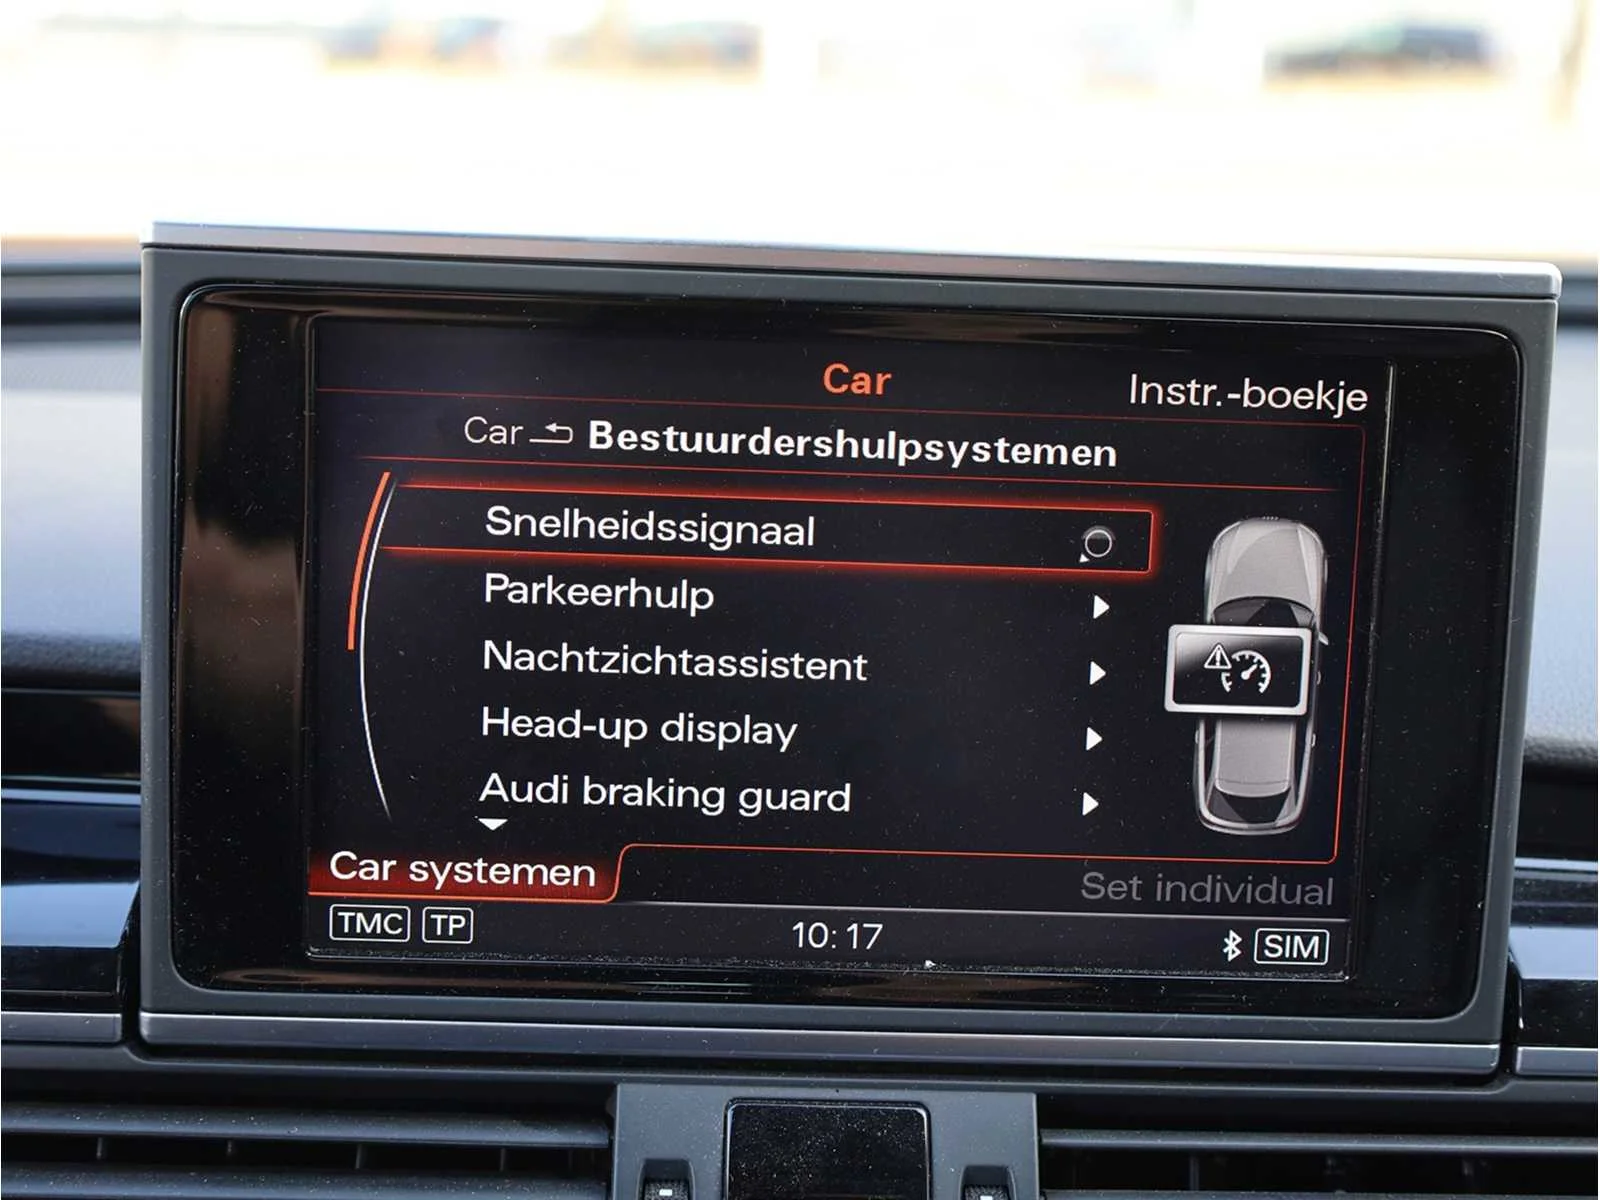 Car
Instr.-boekje
Car Bestuurdershulpsystemen
Snelheidssignaal
Parkeerhulp
Nachtzichtassistent
Head-up display
Audi braking guard
Car systemen
Set individual
TMC TP
10:17
SIM